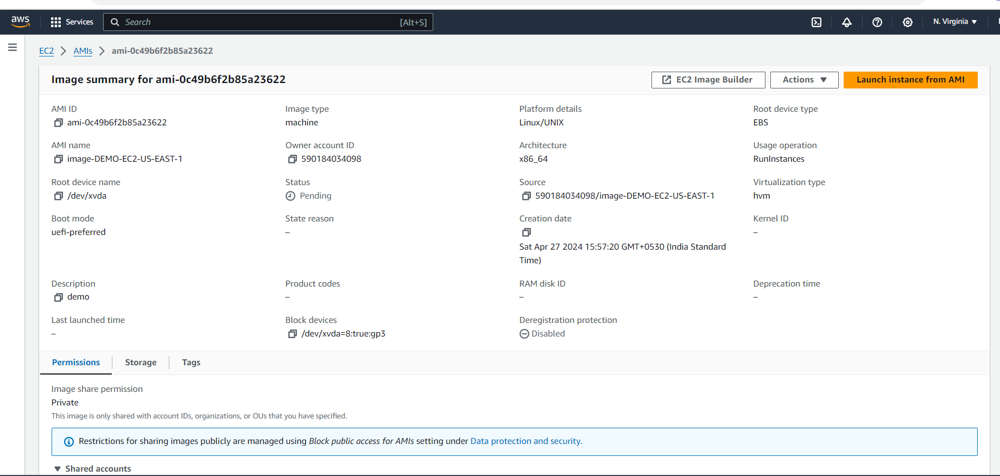 aws Services Search [Alt+S] N. Virginia
EC2 AMIs ami-0c49b6f2b85a23622
Image summary for ami-0c49b6f2b85a23622 EC2 Image Builder Actions Launch instance from AMI
AMI ID Image type Platform details Root device type
ami-0c49b6f2b85a23622 machine Linux/UNIX EBS
AMI name Owner account ID Architecture Usage operation
image-DEMO-EC2-US-EAST-1 590184034098 x86_64 RunInstances
Root device name Status Source Virtualization type
/dev/xvda Pending 590184034098/image-DEMO-EC2-US-EAST-1 hvm
Boot mode State reason Creation date Kernel ID
uefi-preferred – –
Sat Apr 27 2024 15:57:20 GMT+0530 (India Standard
Time)
Description Product codes RAM disk ID Deprecation time
demo – – –
Last launched time Block devices Deregistration protection
– /dev/xvda=8:true:gp3 Disabled
Permissions Storage Tags
Image share permission
Private
This image is only shared with account IDs, organizations, or OUs that you have specified.
Restrictions for sharing images publicly are managed using Block public access for AMIs setting under Data protection and security.
Shared accounts